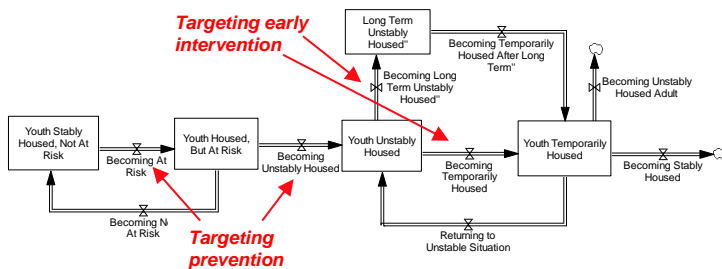 Targeting early
intervention
Long Term
Unstably
Housed"
Becoming Temporarily
Housed After Long
Term"
Becoming Long
Term Unstably
Housed"
Becoming Unstably
Housed Adult
Youth Stably
Housed, Not At
Risk
Becoming At
Risk
Youth Housed,
But At Risk
Becoming
Unstably Housed
Youth Unstably
Housed
Becoming
Temporarily
Housed
Youth Temporarily
Housed
Becoming Stably
Housed
Becoming N
At Risk
Targeting
prevention
Returning to
Unstable Situation